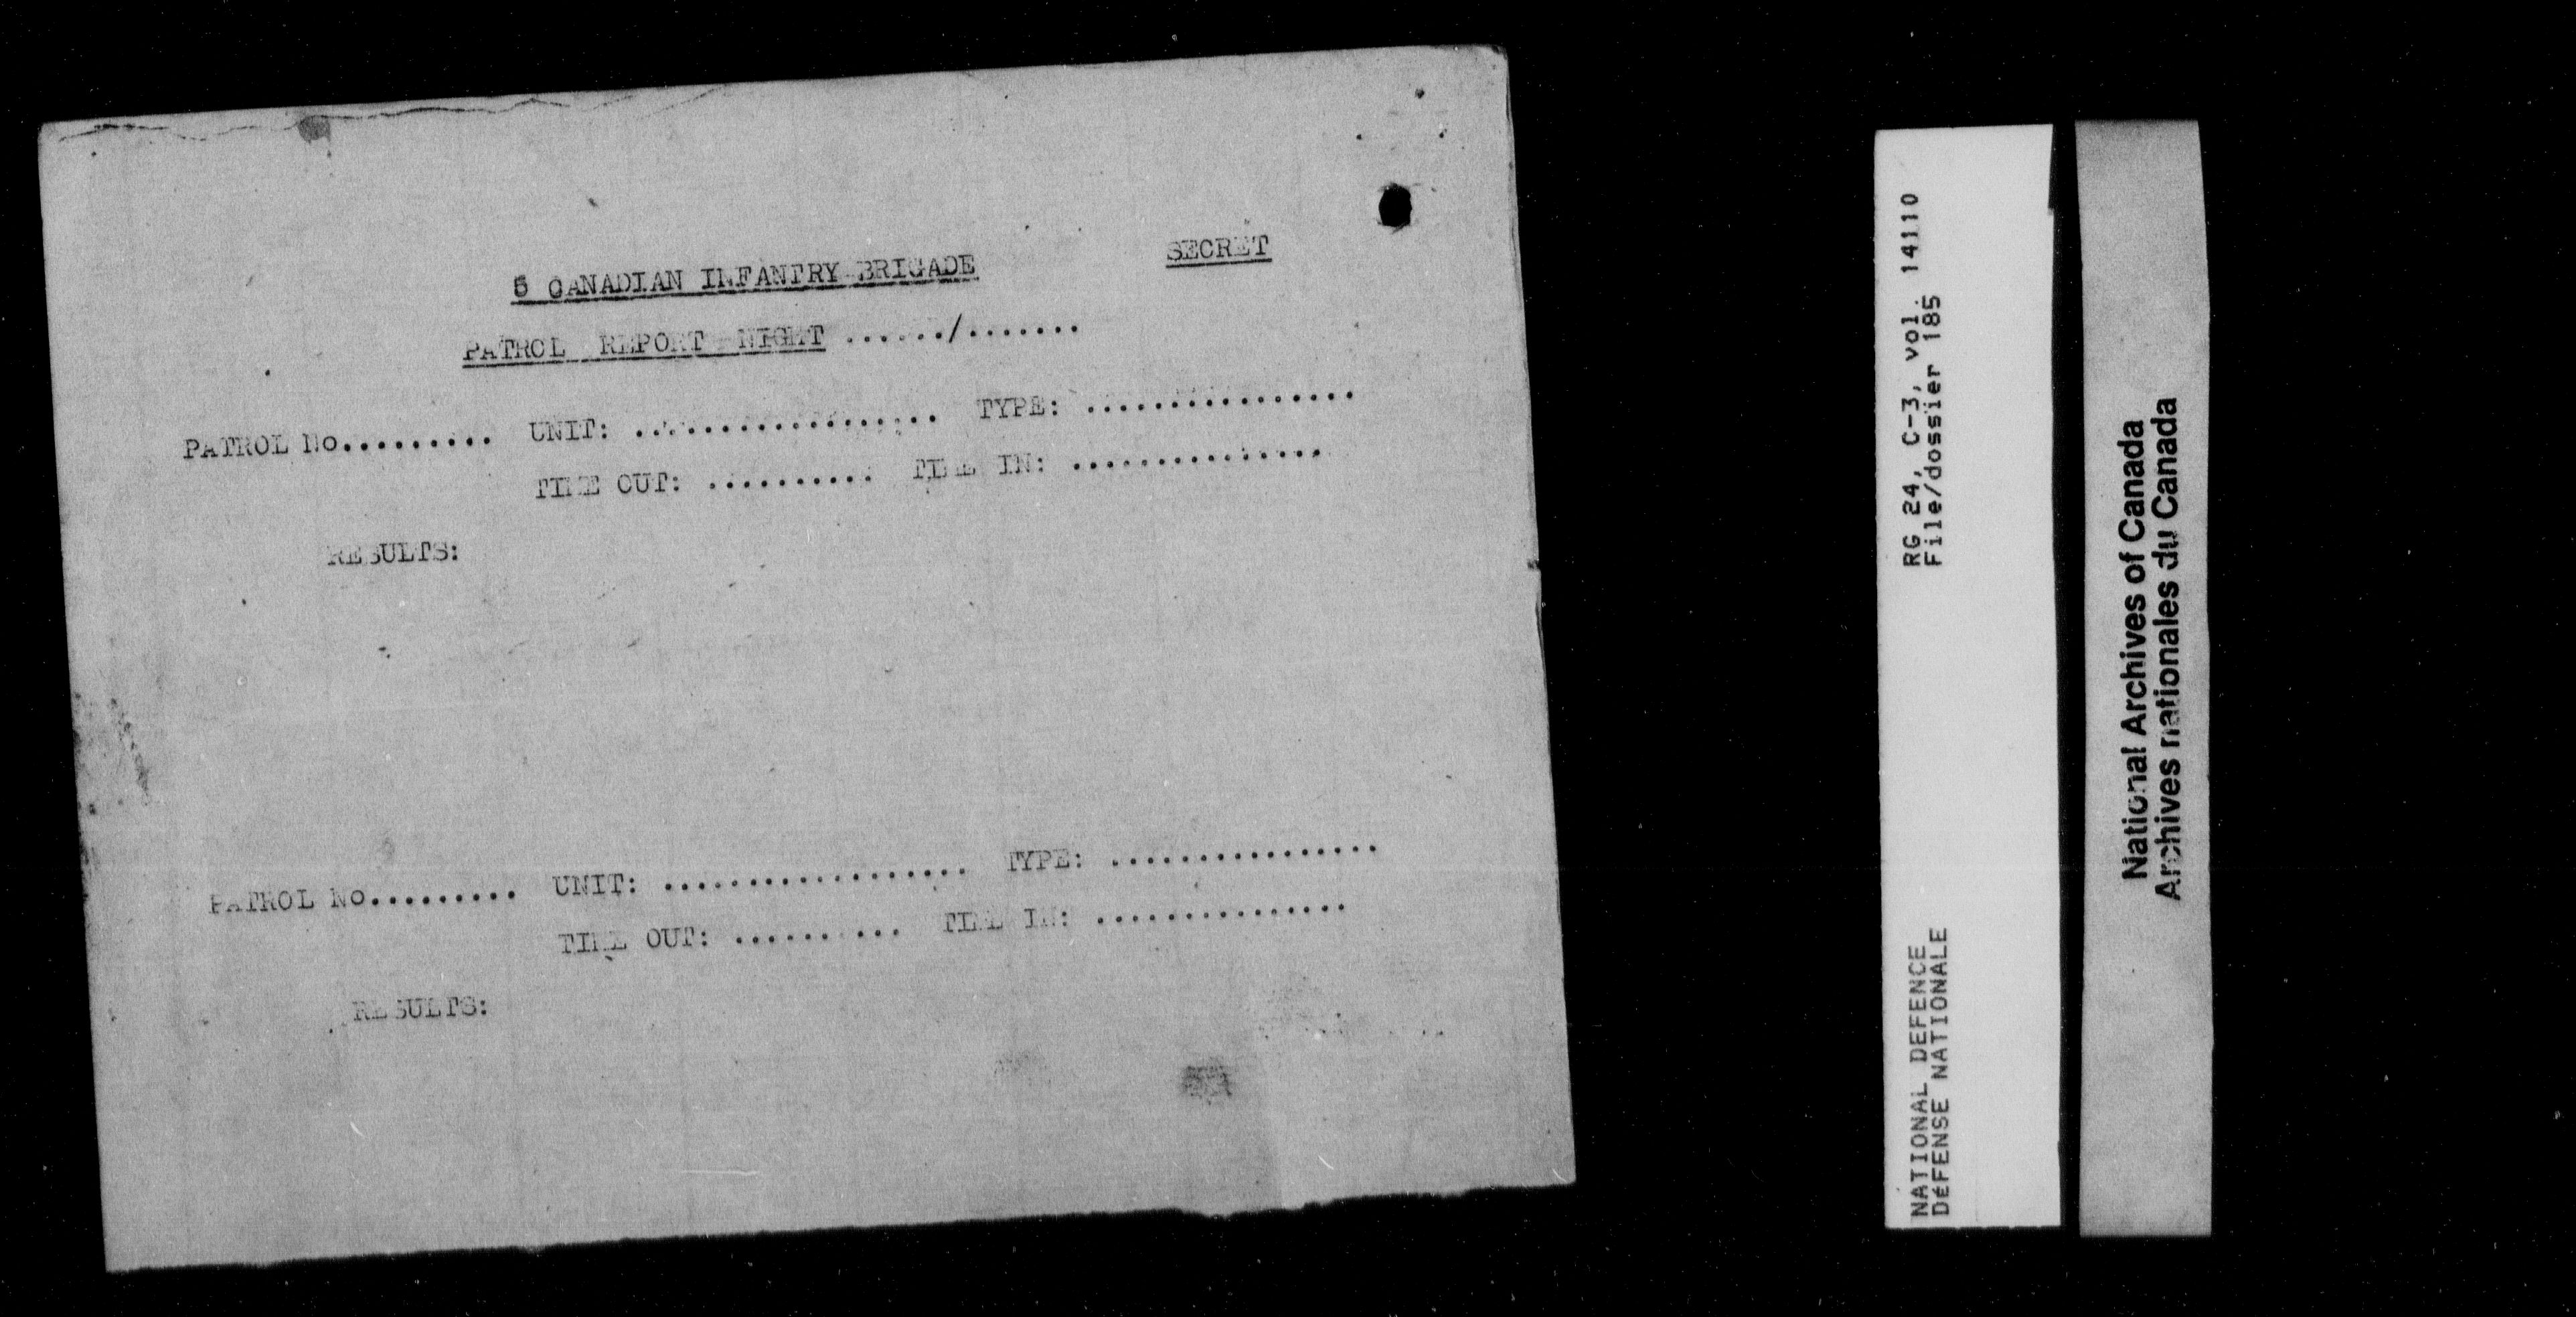 SECRET
5 CANADIAN INFANTRY BRIGADE
PATROL REPORT NIGHT ....../.......
PATROL No......... UNIT: .................. TYPE: ................
TIME OUT: .......... TIME IN: ...............
RESULTS:
PATROL No......... UNIT: .................. TYPE: ................
TIME OUT: .......... TIME IN: ...............
RESULTS:
NATIONAL DEFENCE RG 24, C-3, vol. 14110
DéFENSE NATIONALE File/dossier 185
National Archives of Canada
Archives nationales du Canada